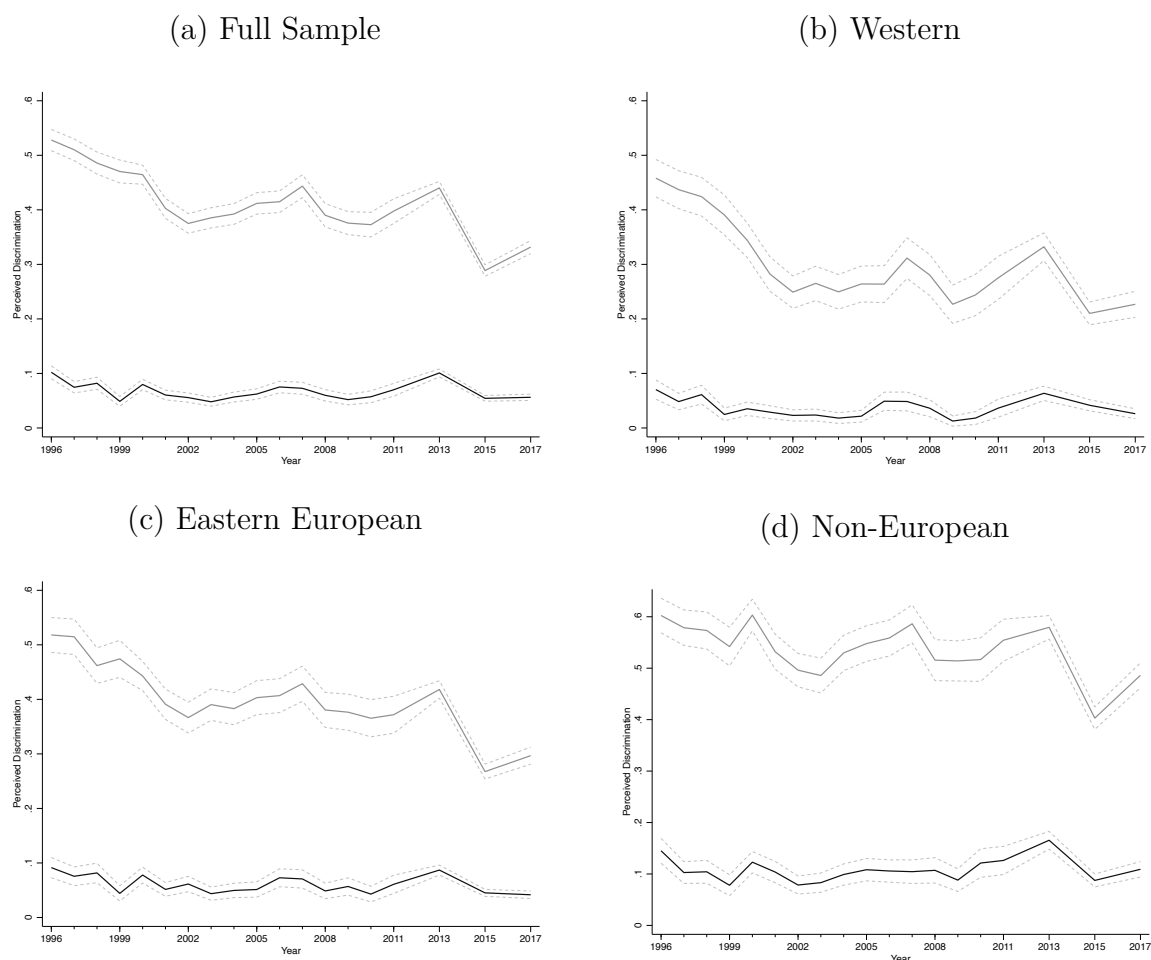 (a) Full Sample
Perceived Discrimination
0 .1 .2 .3 .4 .5 .6
1996 1999 2002 2005 2008 2011 2013 2015 2017
Year
(b) Western
Perceived Discrimination
0 .1 .2 .3 .4 .5 .6
1996 1999 2002 2005 2008 2011 2013 2015 2017
Year
(c) Eastern European
Perceived Discrimination
0 .1 .2 .3 .4 .5 .6
1996 1999 2002 2005 2008 2011 2013 2015 2017
Year
(d) Non-European
Perceived Discrimination
0 .1 .2 .3 .4 .5 .6
1996 1999 2002 2005 2008 2011 2013 2015 2017
Year